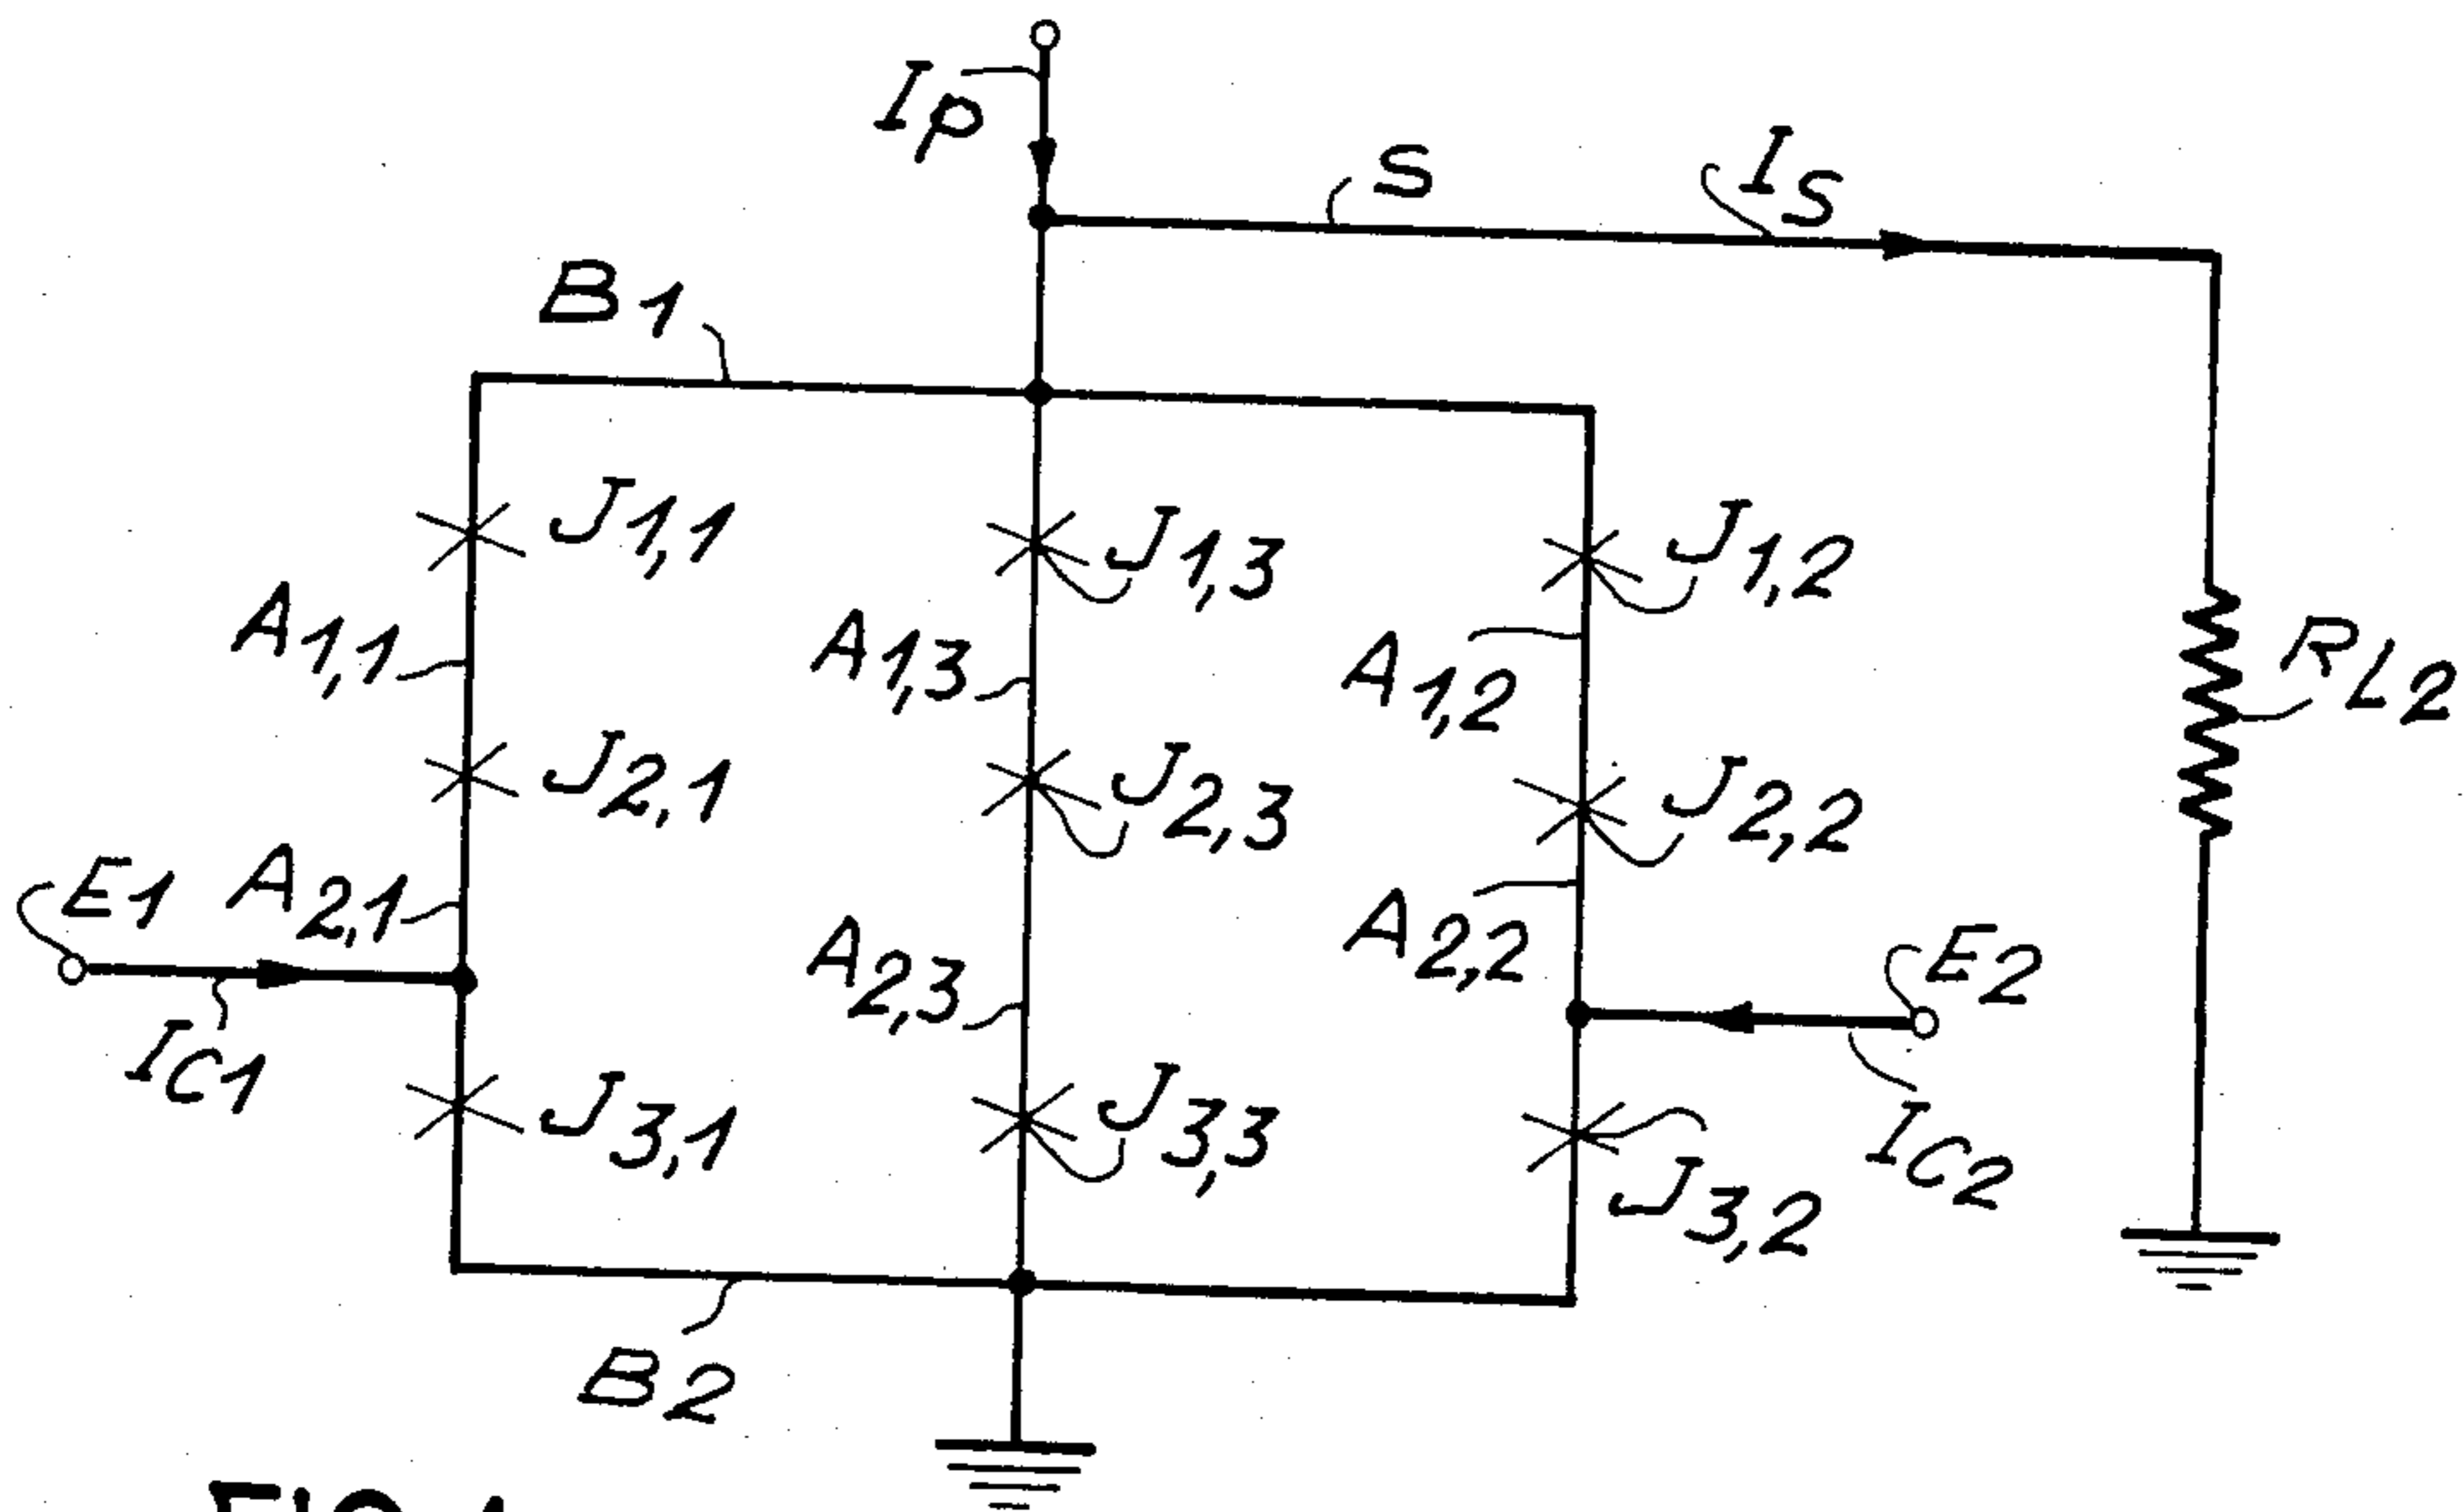 Ip
S
IS
B1
J1,1
J1,3
J1,2
A1,1
A1,3
A1,2
RL2
J2,1
J2,3
J2,2
E1
A2,1
A2,3
A2,2
E2
IC1
J3,1
J3,3
J3,2
IC2
B2